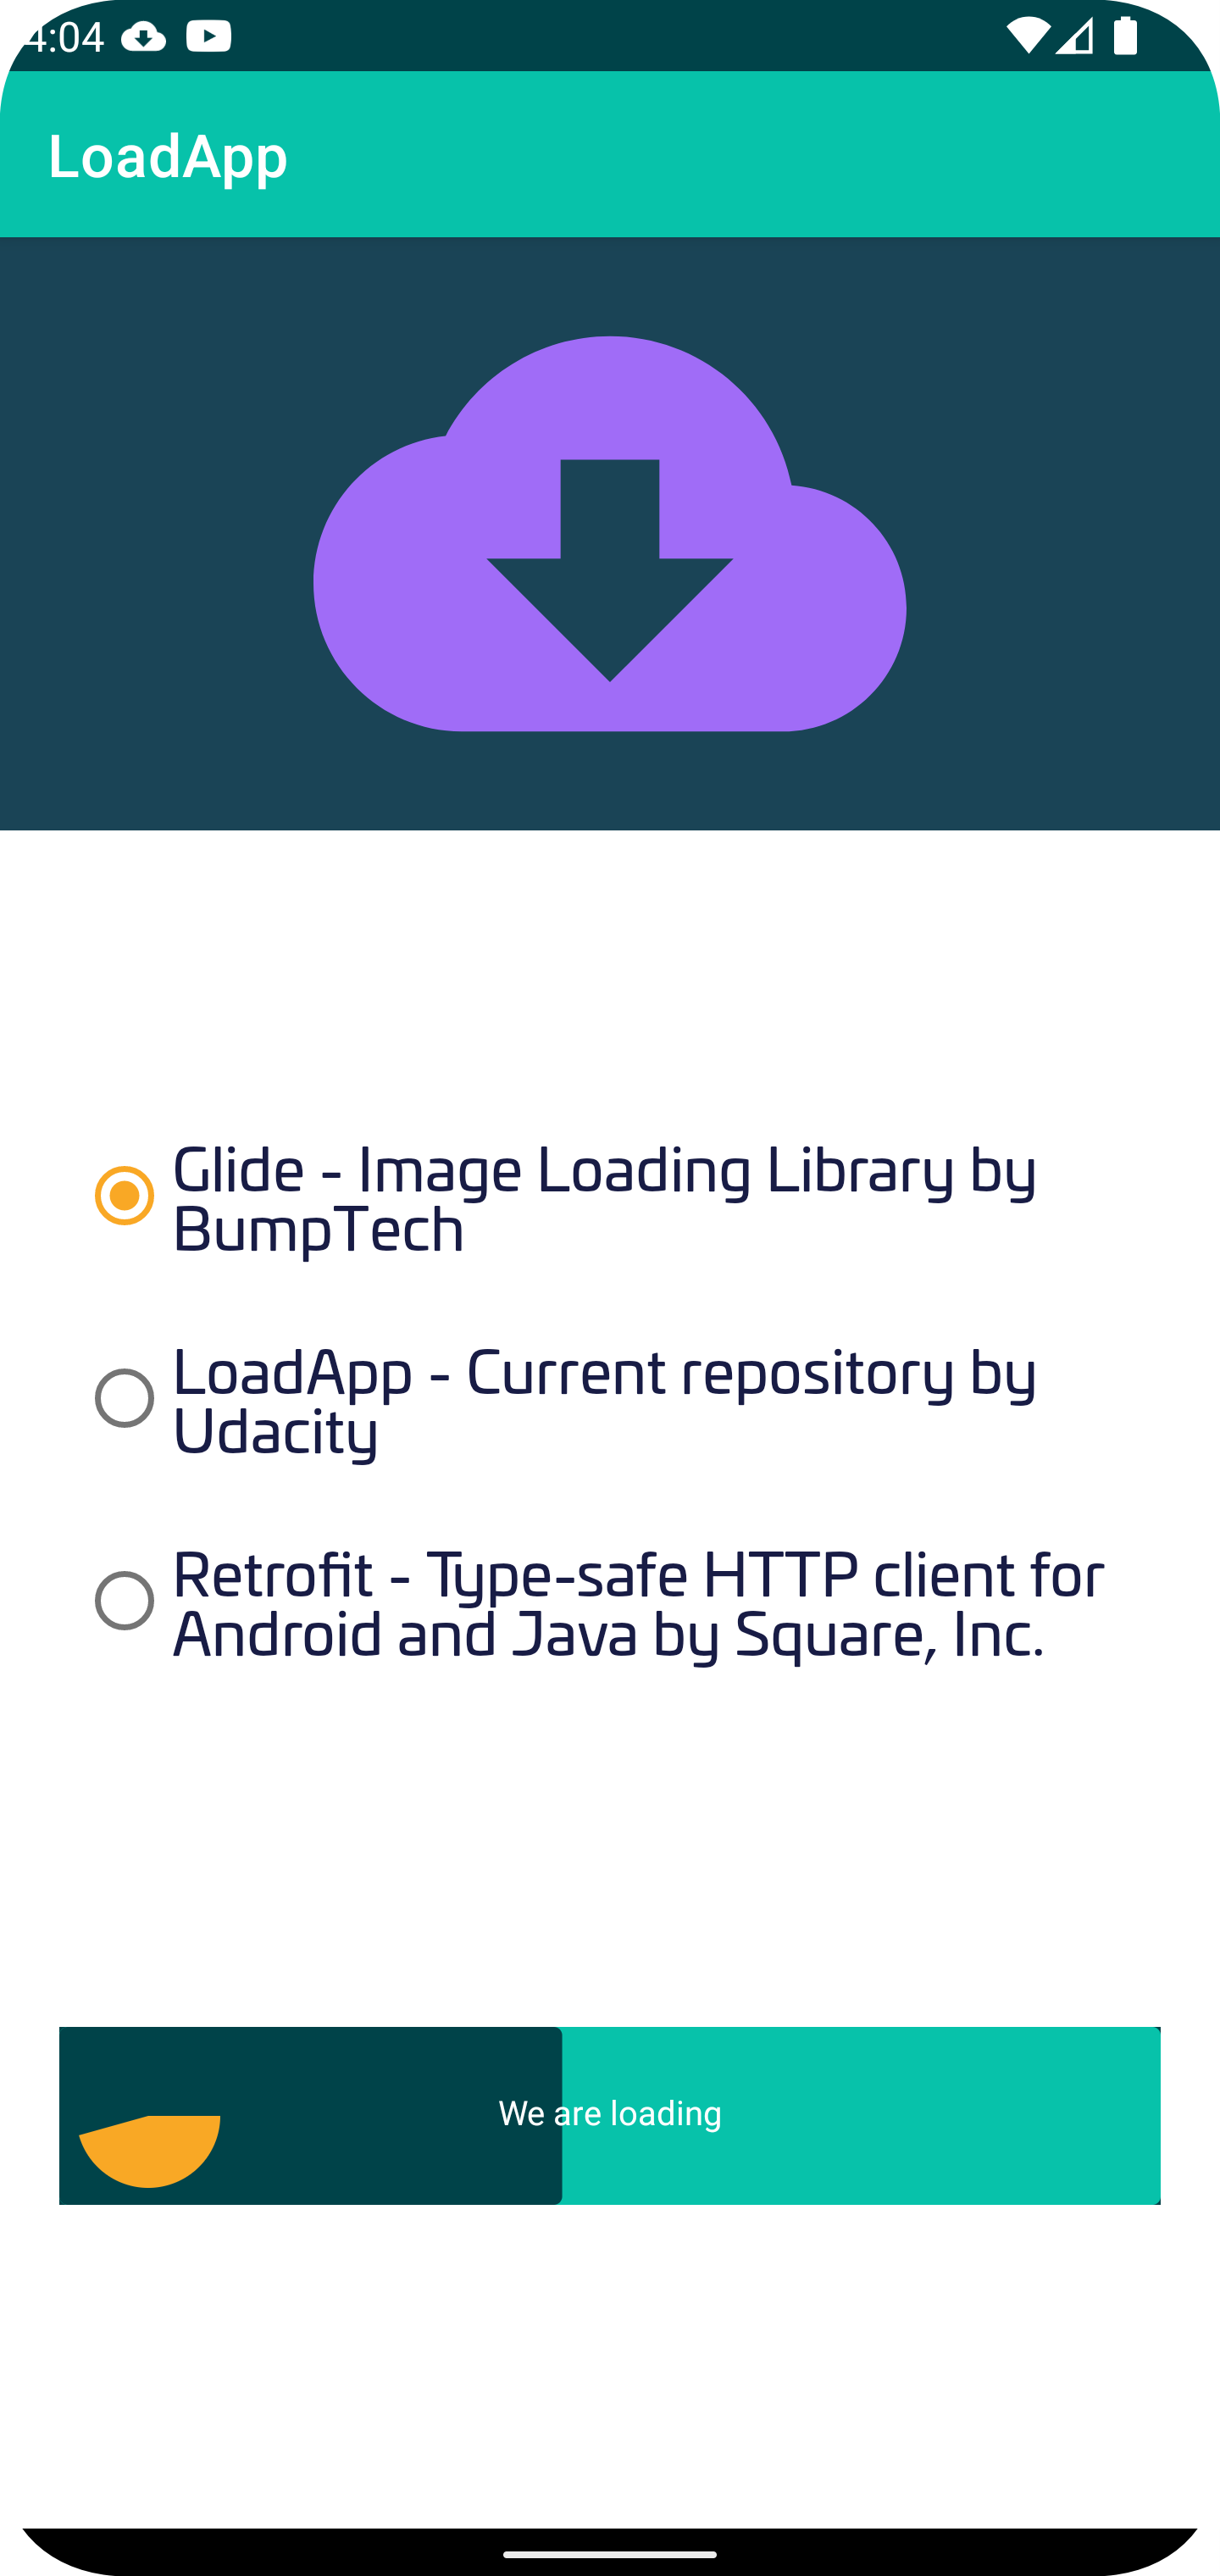 4:04
LoadApp
Glide - Image Loading Library by
BumpTech
LoadApp - Current repository by
Udacity
Retrofit - Type-safe HTTP client for
Android and Java by Square, Inc.
We are loading